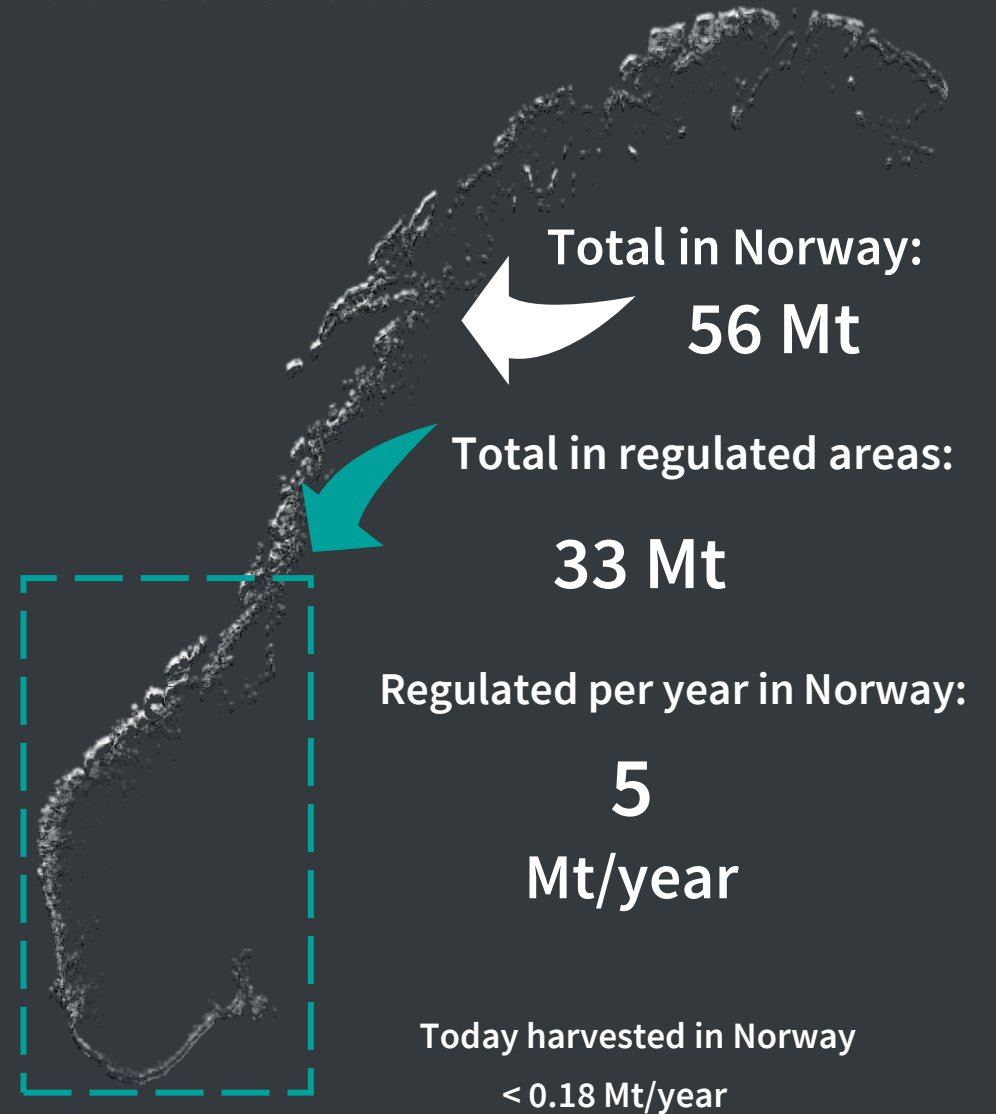 Total in Norway:
56 Mt
Total in regulated areas:
33 Mt
Regulated per year in Norway:
5
Mt/year
Today harvested in Norway
< 0.18 Mt/year